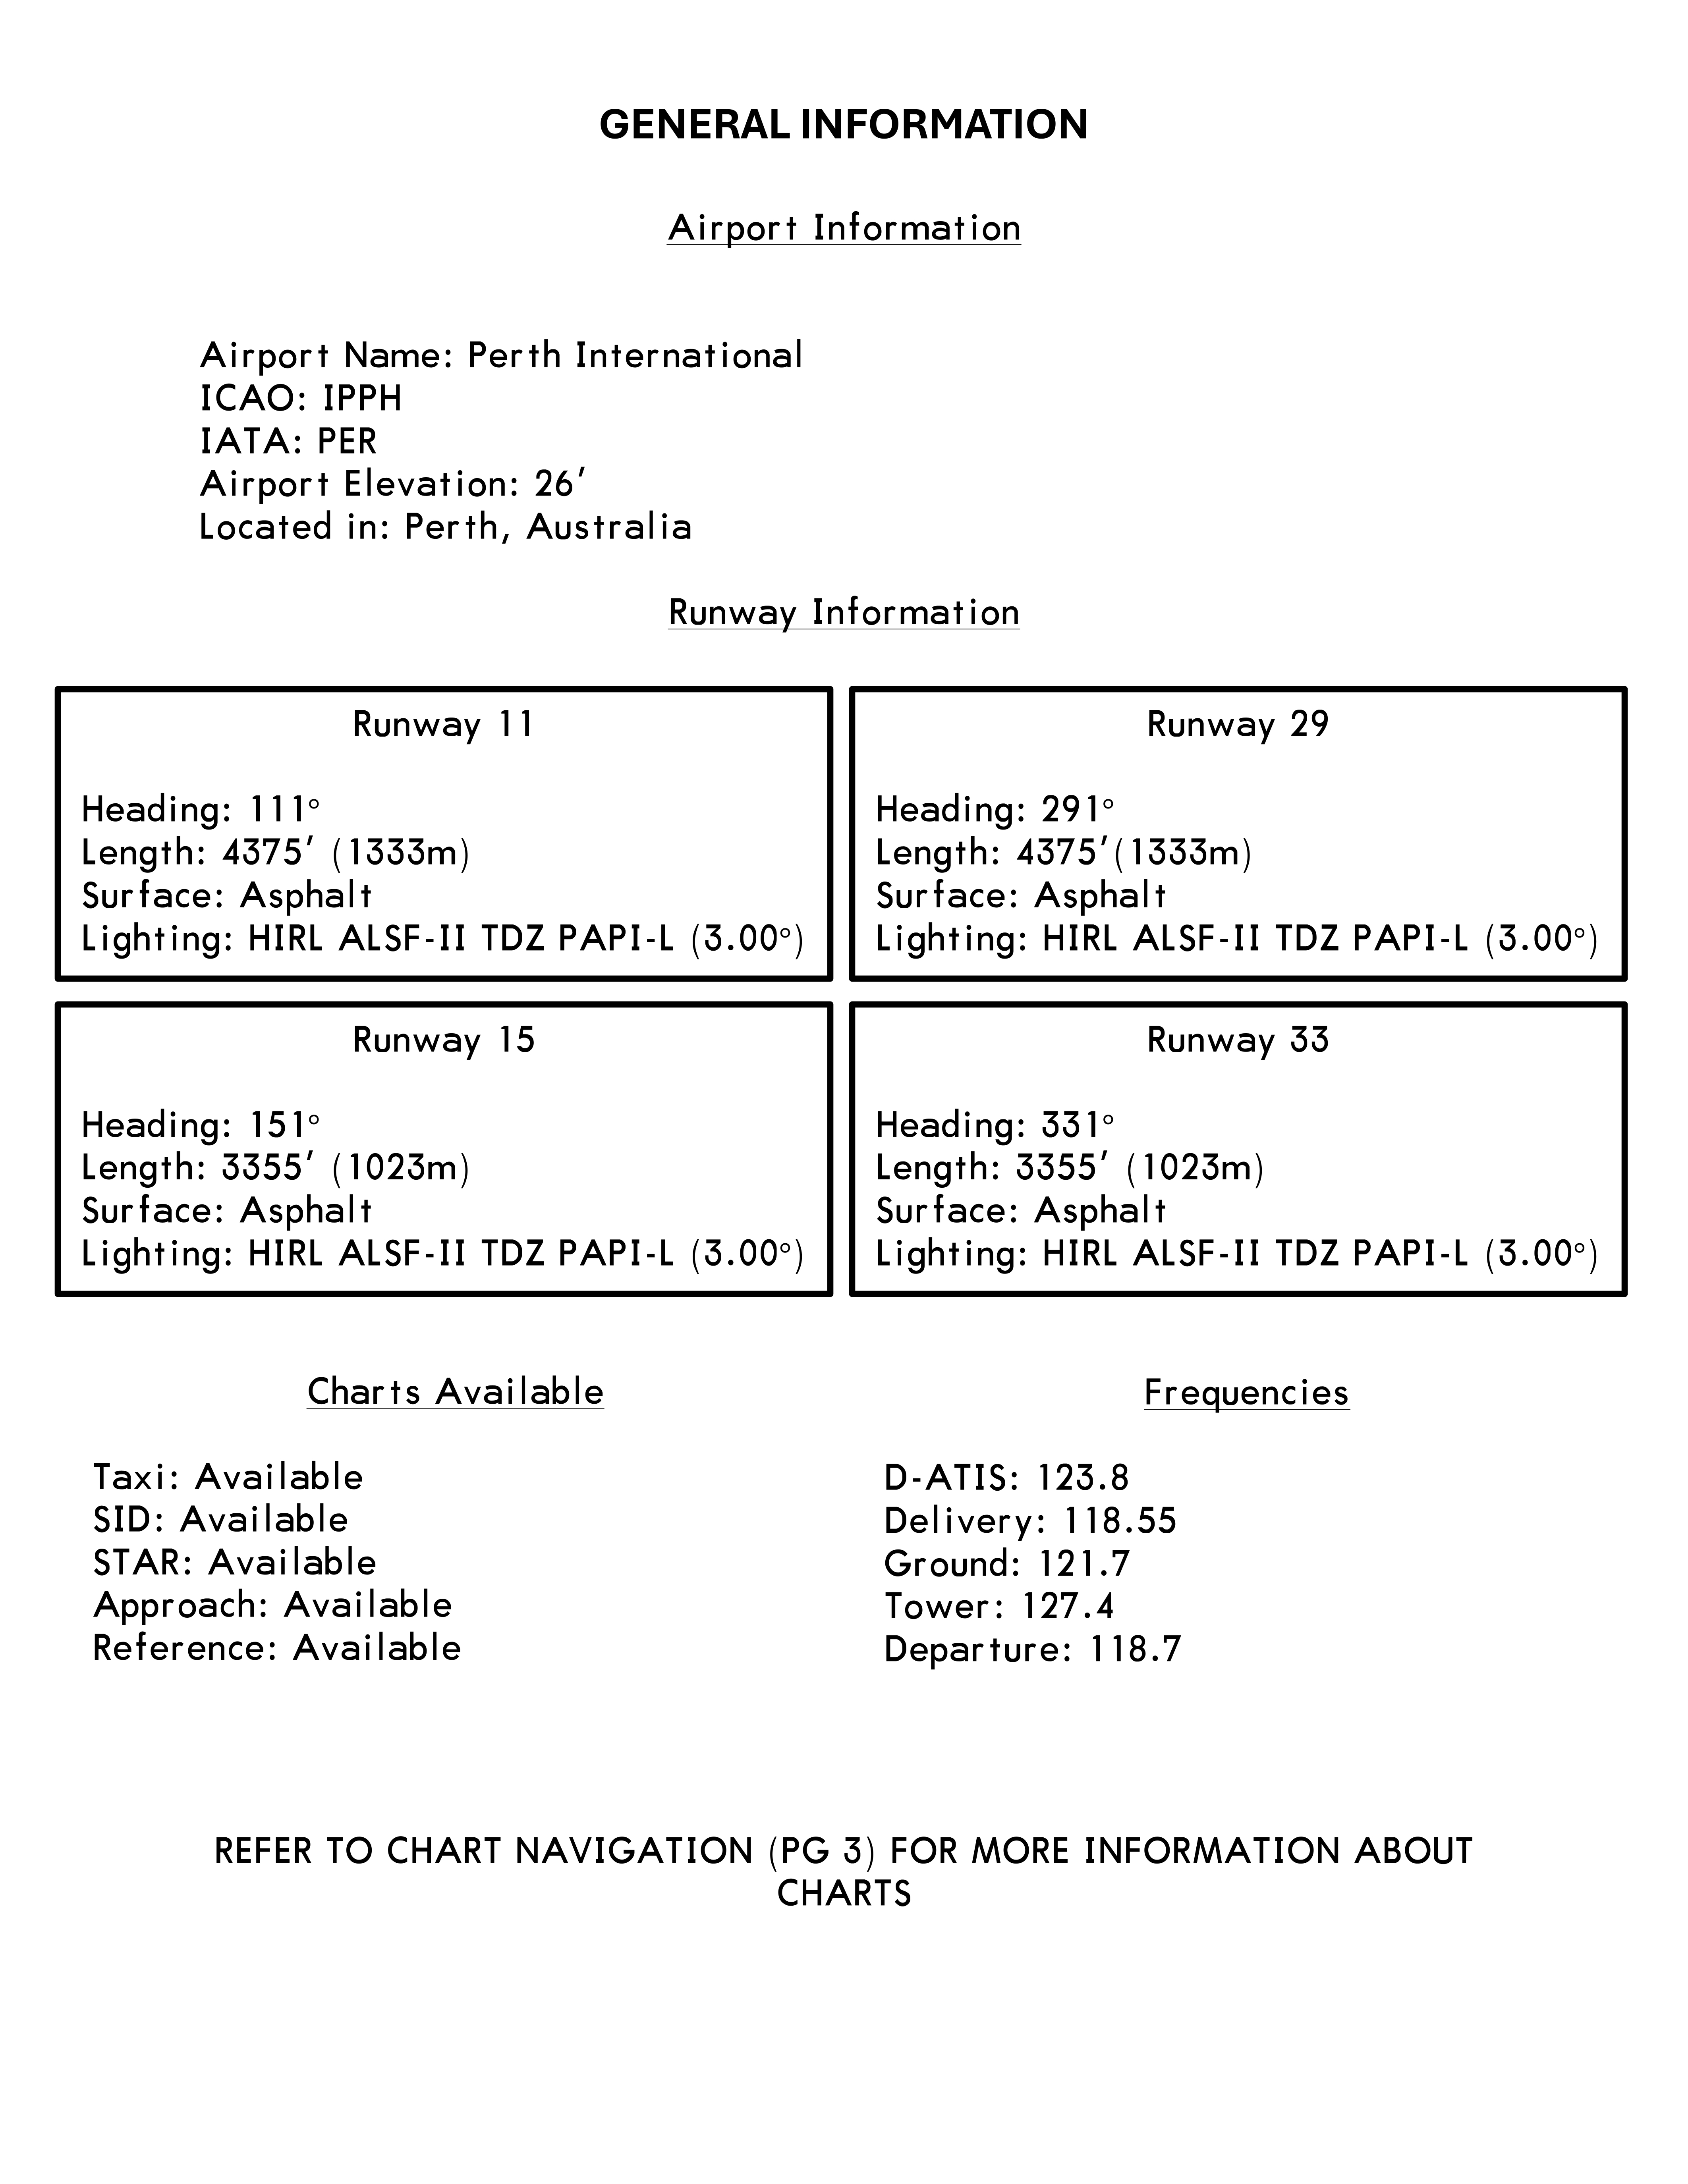 GENERAL INFORMATION
Airport Information
Airport Name: Perth International
ICAO: IPPH
IATA: PER
Airport Elevation: 26’
Located in: Perth, Australia
Runway Information
Runway 11
Heading: 111°
Length: 4375’ (1333m)
Surface: Asphalt
Lighting: HIRL ALSF-II TDZ PAPI-L (3.00°)
Runway 29
Heading: 291°
Length: 4375’(1333m)
Surface: Asphalt
Lighting: HIRL ALSF-II TDZ PAPI-L (3.00°)
Runway 15
Heading: 151°
Length: 3355’ (1023m)
Surface: Asphalt
Lighting: HIRL ALSF-II TDZ PAPI-L (3.00°)
Runway 33
Heading: 331°
Length: 3355’ (1023m)
Surface: Asphalt
Lighting: HIRL ALSF-II TDZ PAPI-L (3.00°)
Charts Available
Taxi: Available
SID: Available
STAR: Available
Approach: Available
Reference: Available
Frequencies
D-ATIS: 123.8
Delivery: 118.55
Ground: 121.7
Tower: 127.4
Departure: 118.7
REFER TO CHART NAVIGATION (PG 3) FOR MORE INFORMATION ABOUT
CHARTS